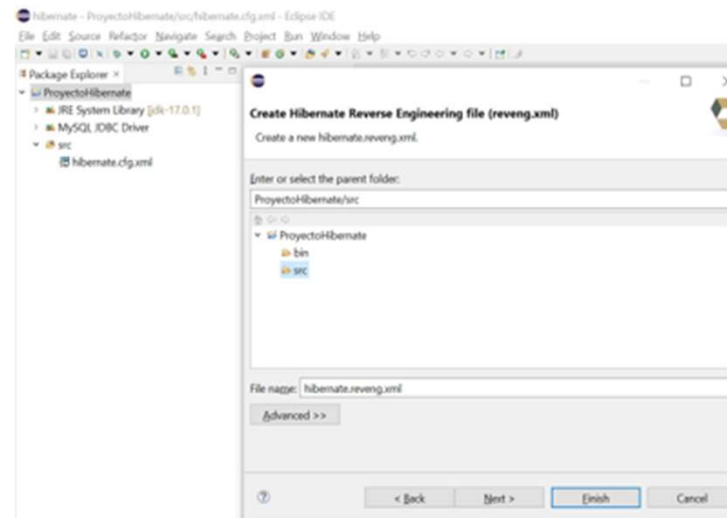 hibernate - ProyectoHibernate/src/hibernate.cfg.xml - Eclipse IDE
File Edit Source Refactor Navigate Search Project Run Window Help
Package Explorer
ProyectoHibernate
JRE System Library [jdk-17.0.1]
MySQL JDBC Driver
src
hibernate.cfg.xml
Create Hibernate Reverse Engineering file (reveng.xml)
Create a new hibernate.reveng.xml.
Enter or select the parent folder:
ProyectoHibernate/src
ProyectoHibernate
bin
src
File name: hibernate.reveng.xml
Advanced >>
< Back Next > Finish Cancel